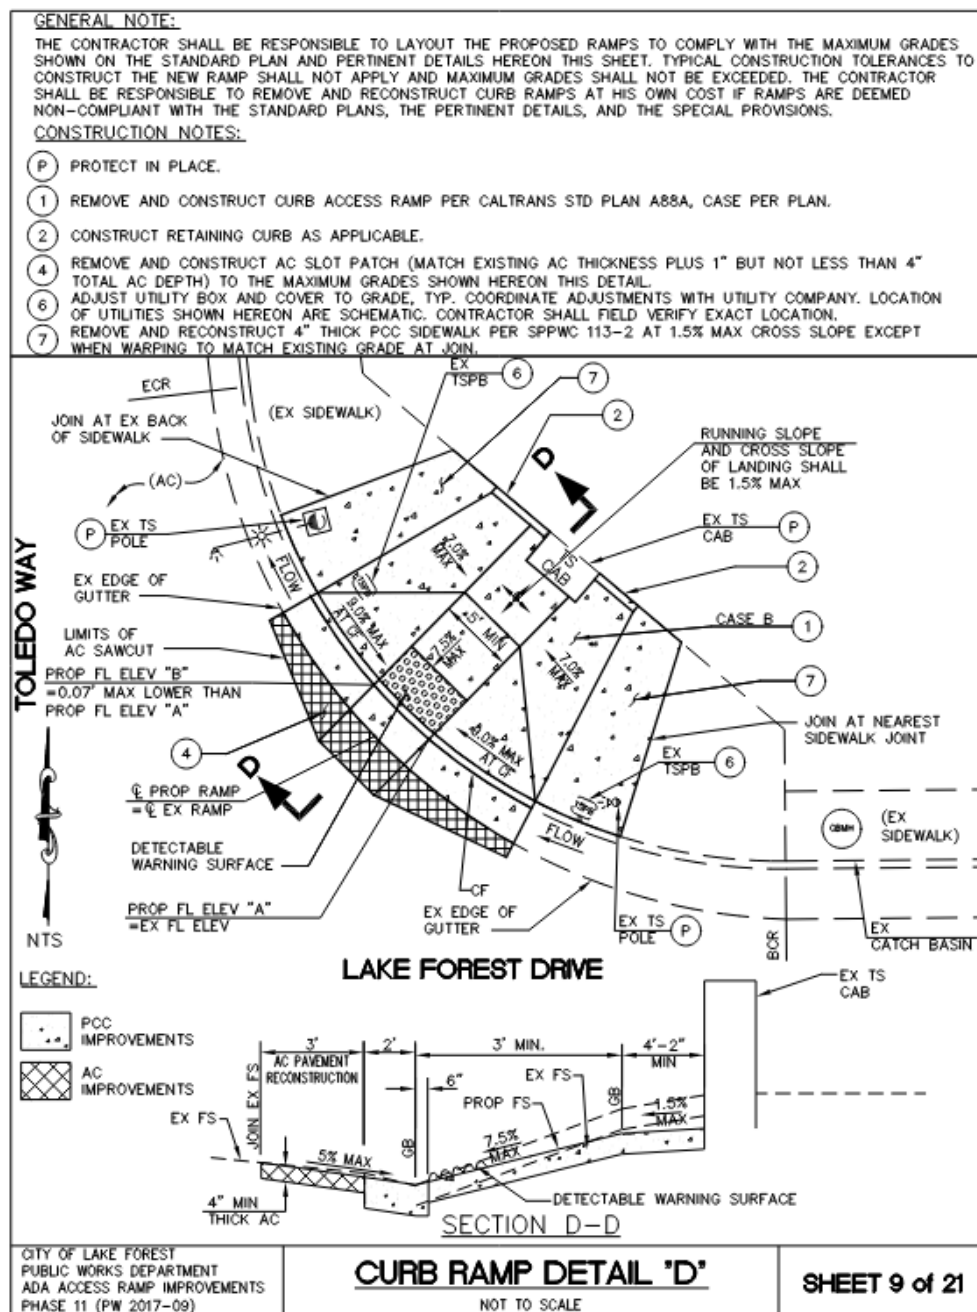 GENERAL NOTE:
THE CONTRACTOR SHALL BE RESPONSIBLE TO LAYOUT THE PROPOSED RAMPS TO COMPLY WITH THE MAXIMUM GRADES
SHOWN ON THE STANDARD PLAN AND PERTINENT DETAILS HEREON THIS SHEET. TYPICAL CONSTRUCTION TOLERANCES TO
CONSTRUCT THE NEW RAMP SHALL NOT APPLY AND MAXIMUM GRADES SHALL NOT BE EXCEEDED. THE CONTRACTOR
SHALL BE RESPONSIBLE TO REMOVE AND RECONSTRUCT CURB RAMPS AT HIS OWN COST IF RAMPS ARE DEEMED
NON-COMPLIANT WITH THE STANDARD PLANS, THE PERTINENT DETAILS, AND THE SPECIAL PROVISIONS.
CONSTRUCTION NOTES:
P PROTECT IN PLACE.
1 REMOVE AND CONSTRUCT CURB ACCESS RAMP PER CALTRANS STD PLAN A88A, CASE PER PLAN.
2 CONSTRUCT RETAINING CURB AS APPLICABLE.
4 REMOVE AND CONSTRUCT AC SLOT PATCH (MATCH EXISTING AC THICKNESS PLUS 1" BUT NOT LESS THAN 4"
TOTAL AC DEPTH) TO THE MAXIMUM GRADES SHOWN HEREON THIS DETAIL.
6 ADJUST UTILITY BOX AND COVER TO GRADE, TYP. COORDINATE ADJUSTMENTS WITH UTILITY COMPANY. LOCATION
OF UTILITIES SHOWN HEREON ARE SCHEMATIC. CONTRACTOR SHALL FIELD VERIFY EXACT LOCATION.
7 REMOVE AND RECONSTRUCT 4" THICK PCC SIDEWALK PER SPPWC 113-2 AT 1.5% MAX CROSS SLOPE EXCEPT
WHEN WARPING TO MATCH EXISTING GRADE AT JOIN.
ECR
EX
TSPB
6
7
(EX SIDEWALK)
2
JOIN AT EX BACK
OF SIDEWALK
RUNNING SLOPE
AND CROSS SLOPE
OF LANDING SHALL
BE 1.5% MAX
D
(AC)
P
EX TS
POLE
EX TS
CAB
P
7.0%
MAX
TS
CAB
FLOW
2
TOLEDO WAY
EX EDGE OF
GUTTER
9.0% MAX
AT CF
5' MIN
CASE B
1
LIMITS OF
AC SAWCUT
7.5%
MAX
7.0%
MAX
PROP FL ELEV "B"
=0.07' MAX LOWER THAN
PROP FL ELEV "A"
7
JOIN AT NEAREST
SIDEWALK JOINT
4
MAX
AT CF
EX
TSPB
6
D
℄ PROP RAMP
=℄ EX RAMP
(EX
SIDEWALK)
FLOW
DETECTABLE
WARNING SURFACE
CF
PROP FL ELEV "A"
=EX FL ELEV
EX EDGE OF
GUTTER
EX TS
POLE
P
BCR
EX
CATCH BASIN
NTS
LAKE FOREST DRIVE
LEGEND:
PCC
IMPROVEMENTS
AC
IMPROVEMENTS
EX TS
CAB
3'
2'
3' MIN.
4'-2"
MIN
AC PAVEMENT
RECONSTRUCTION
6"
EX FS
PROP FS
JOIN EX FS
GB
GB
EX FS
1.5%
MAX
7.5%
MAX
5% MAX
4" MIN
THICK AC
DETECTABLE WARNING SURFACE
SECTION D-D
CITY OF LAKE FOREST
PUBLIC WORKS DEPARTMENT
ADA ACCESS RAMP IMPROVEMENTS
PHASE 11 (PW 2017-09)
CURB RAMP DETAIL "D"
NOT TO SCALE
SHEET 9 of 21